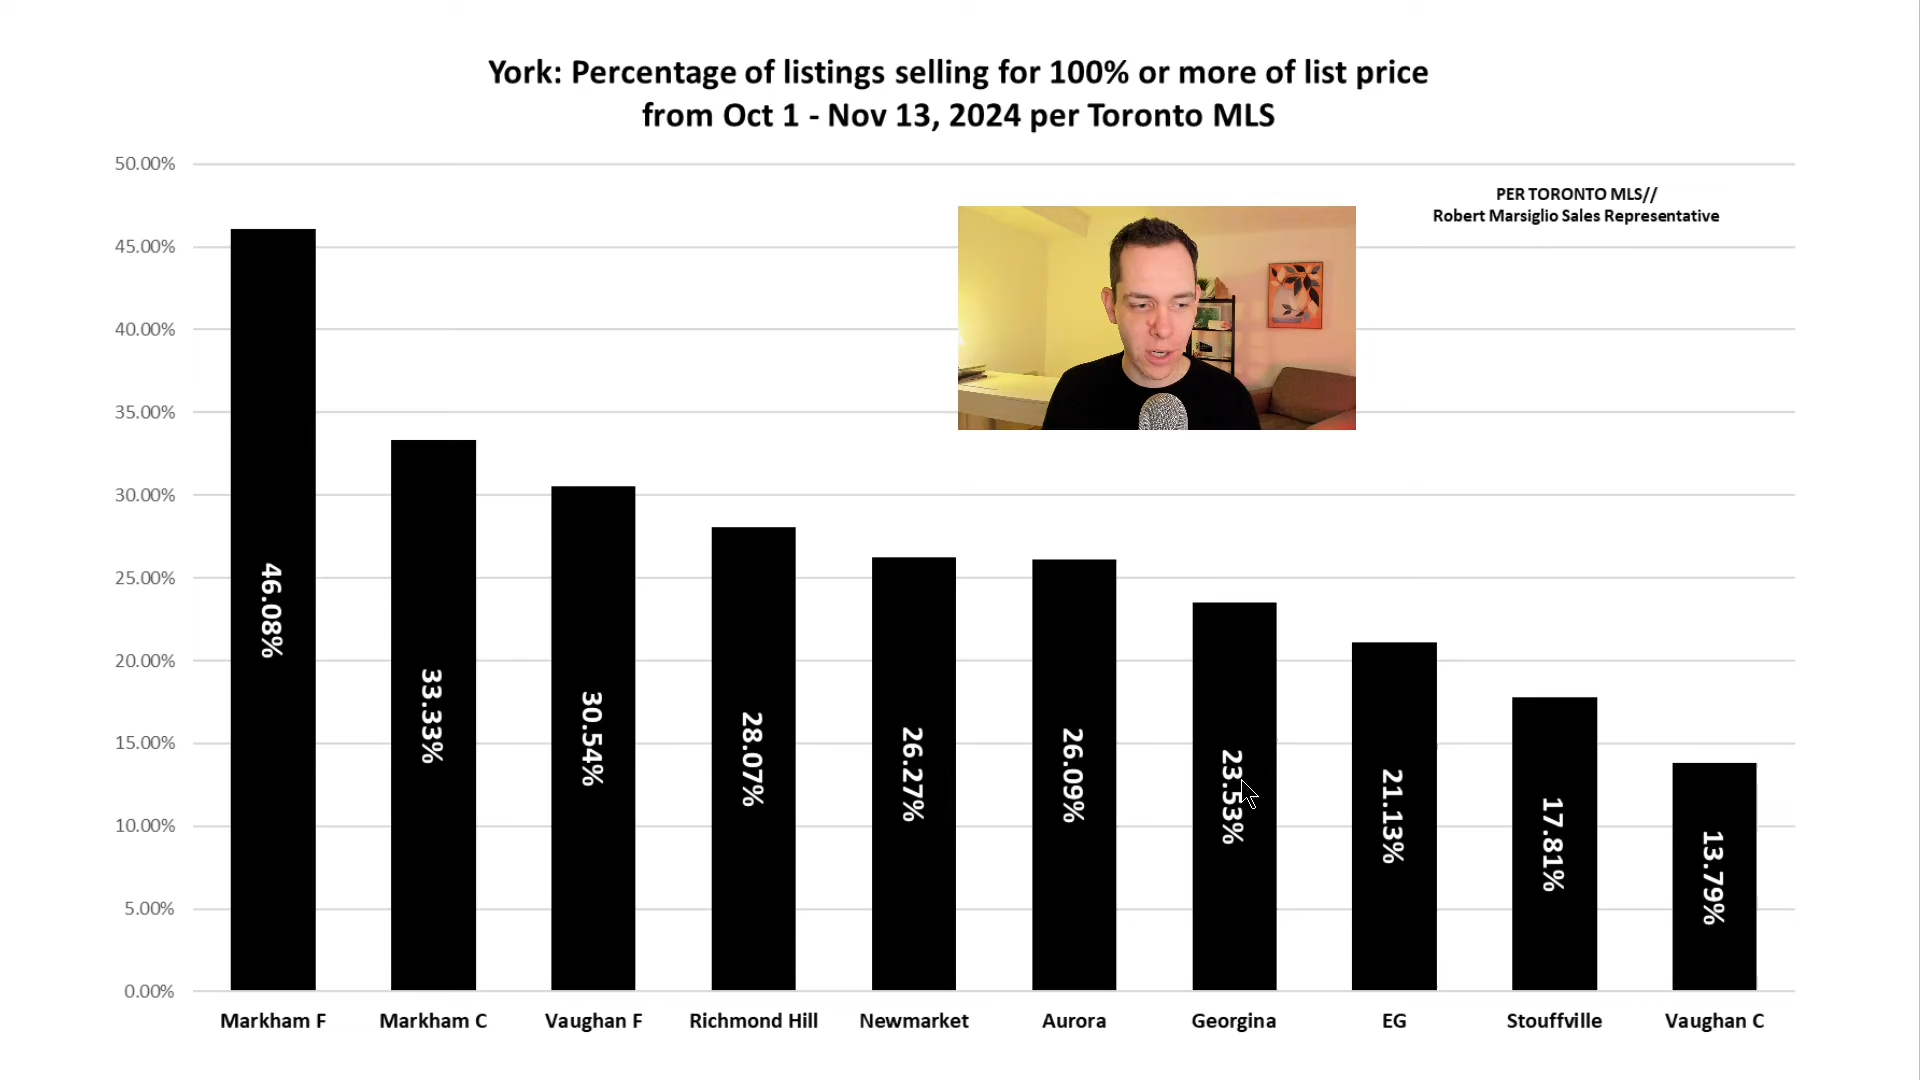 York: Percentage of listings selling for 100% or more of list price
from Oct 1 - Nov 13, 2024 per Toronto MLS
PER TORONTO MLS//
Robert Marsiglio Sales Representative
50.00%
45.00%
40.00%
35.00%
30.00%
25.00%
20.00%
15.00%
10.00%
5.00%
0.00%
46.08%
33.33%
30.54%
28.07%
26.27%
26.09%
23.53%
21.13%
17.81%
13.79%
Markham F
Markham C
Vaughan F
Richmond Hill
Newmarket
Aurora
Georgina
EG
Stouffville
Vaughan C